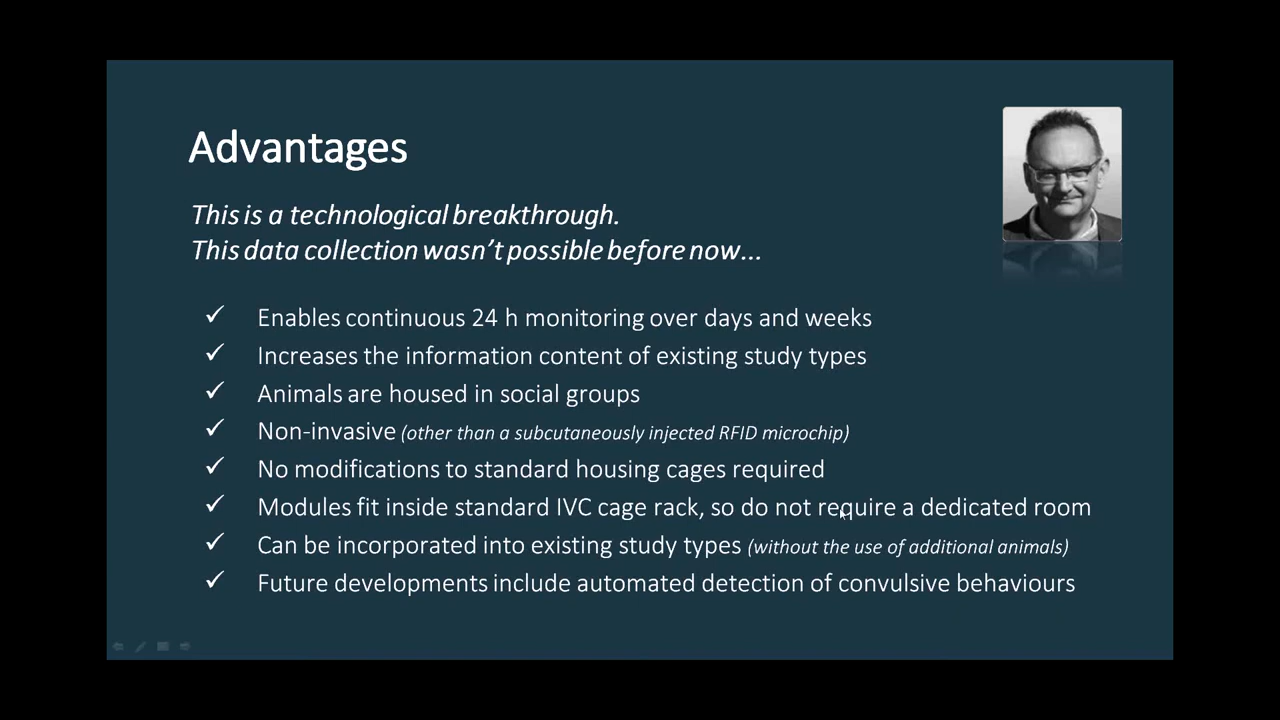 Advantages
This is a technological breakthrough.
This data collection wasn't possible before now...
✓ Enables continuous 24 h monitoring over days and weeks
✓ Increases the information content of existing study types
✓ Animals are housed in social groups
✓ Non-invasive (other than a subcutaneously injected RFID microchip)
✓ No modifications to standard housing cages required
✓ Modules fit inside standard IVC cage rack, so do not require a dedicated room
✓ Can be incorporated into existing study types (without the use of additional animals)
✓ Future developments include automated detection of convulsive behaviours